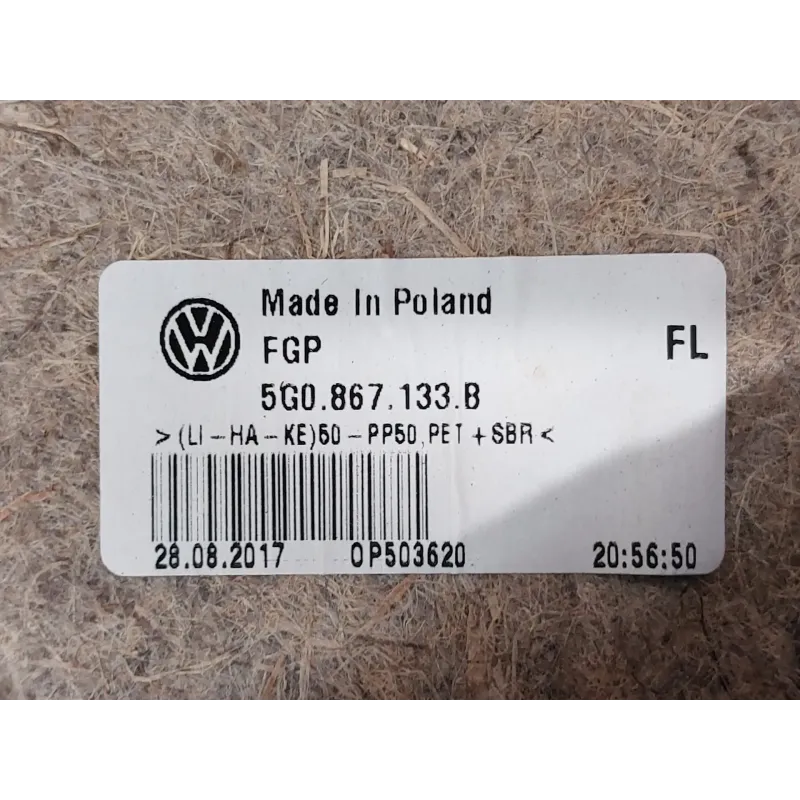 Made In Poland
FGP
FL
5G0.867.133.B
>(LI-HA-KE)50-PP50,PET+SBR<
28.08.2017 OP503620 20:56:50